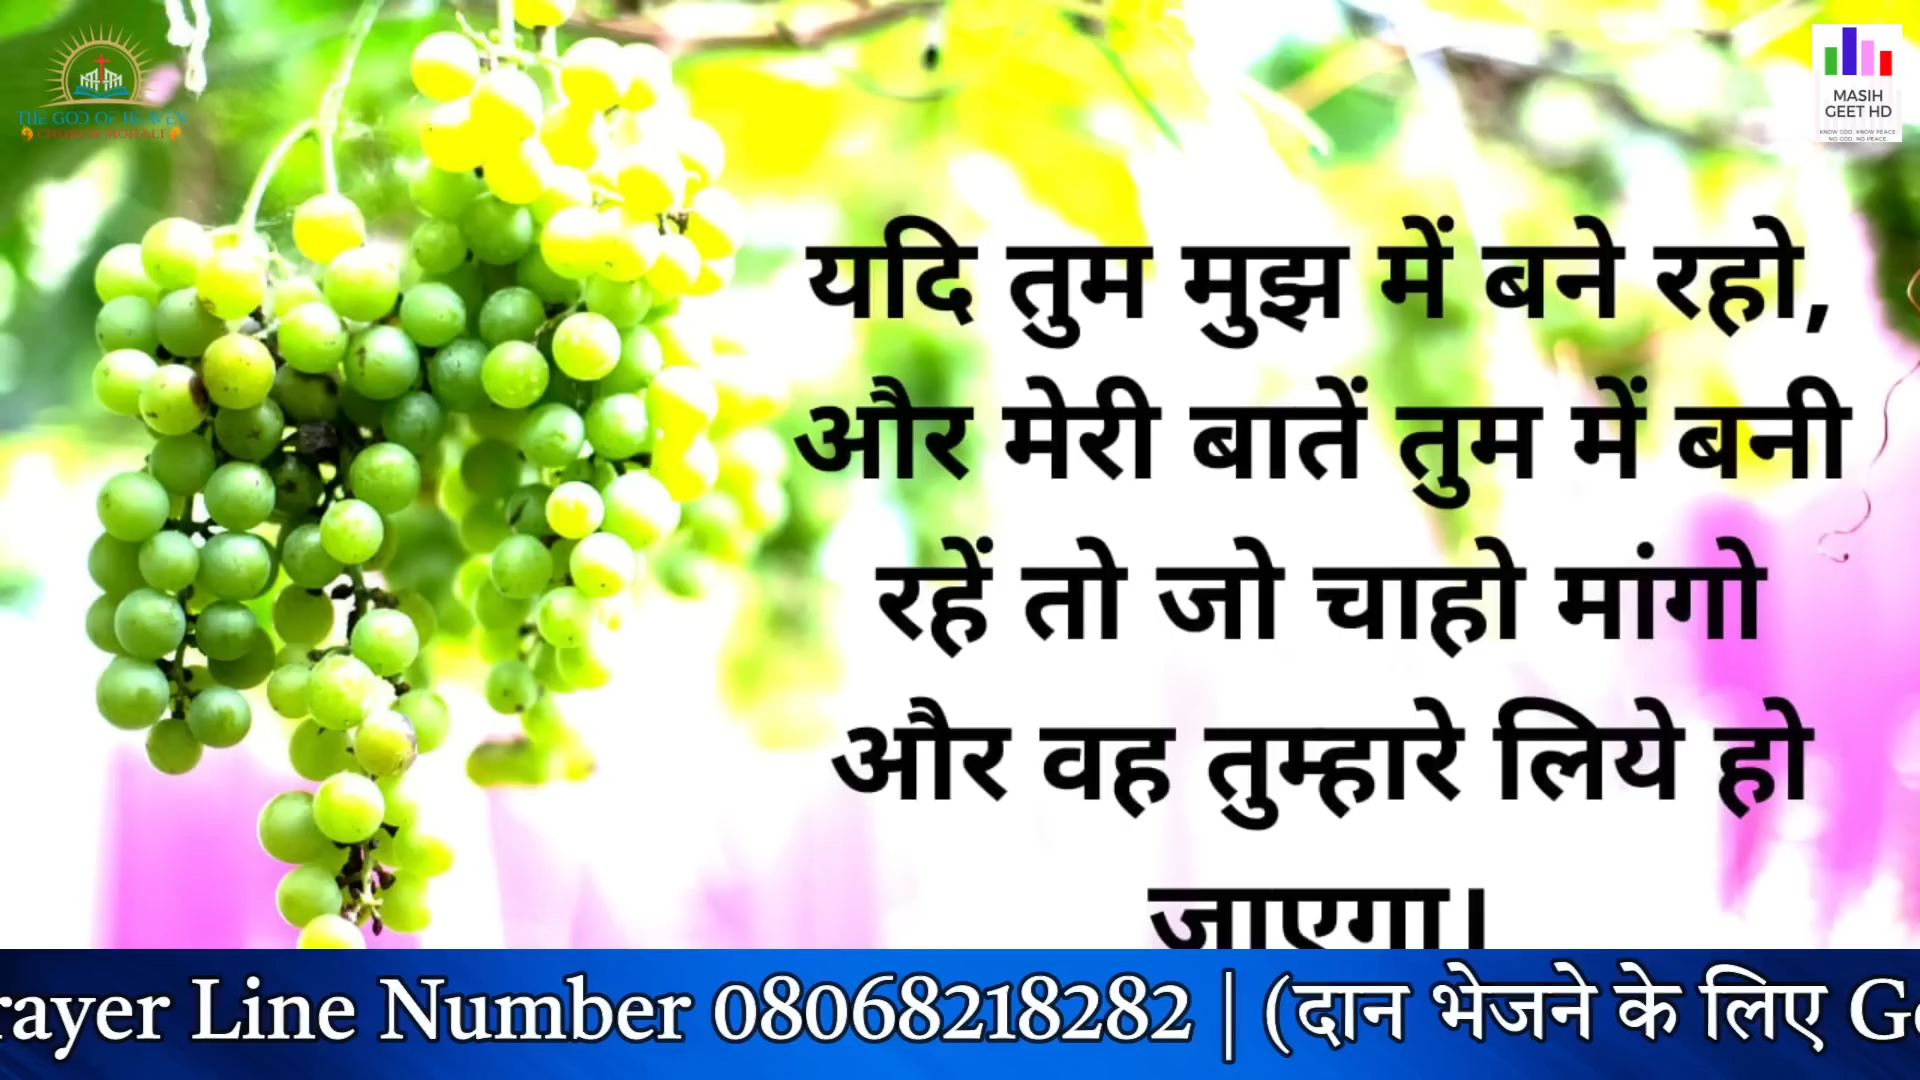 THE GOD OF HEAVEN
CHURCH MOHALI
MASIH
GEET HD
KNOW GOD. KNOW PEACE.
NO GOD. NO PEACE.
यदि तुम मुझ में बने रहो,
और मेरी बातें तुम में बनी
रहें तो जो चाहो मांगो
और वह तुम्हारे लिये हो
जाएगा।
rayer Line Number 08068218282 | (दान भेजने के लिए G